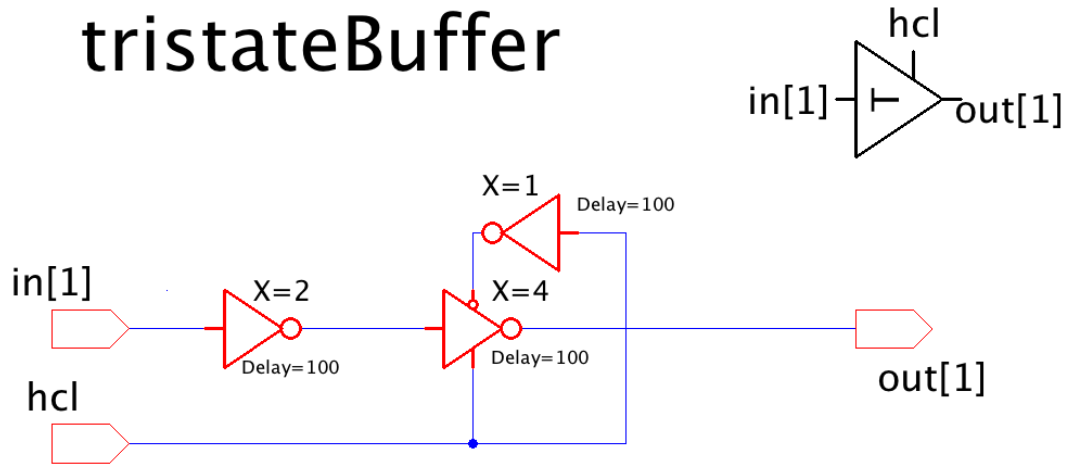 tristateBuffer
hcl
in[1]
out[1]
X=1
Delay=100
in[1]
X=2
X=4
Delay=100
Delay=100
out[1]
hcl